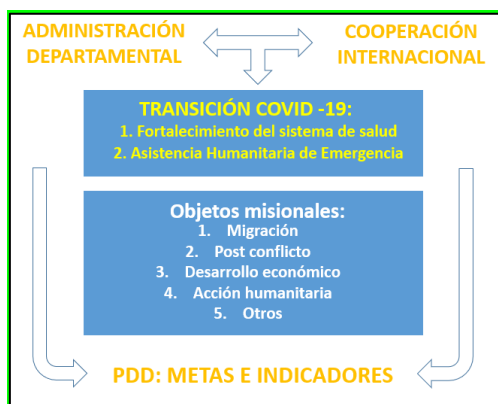 ADMINISTRACIÓN
DEPARTAMENTAL
COOPERACIÓN
INTERNACIONAL
TRANSICIÓN COVID -19:
1. Fortalecimiento del sistema de salud
2. Asistencia Humanitaria de Emergencia
Objetos misionales:
1. Migración
2. Post conflicto
3. Desarrollo económico
4. Acción humanitaria
5. Otros
PDD: METAS E INDICADORES